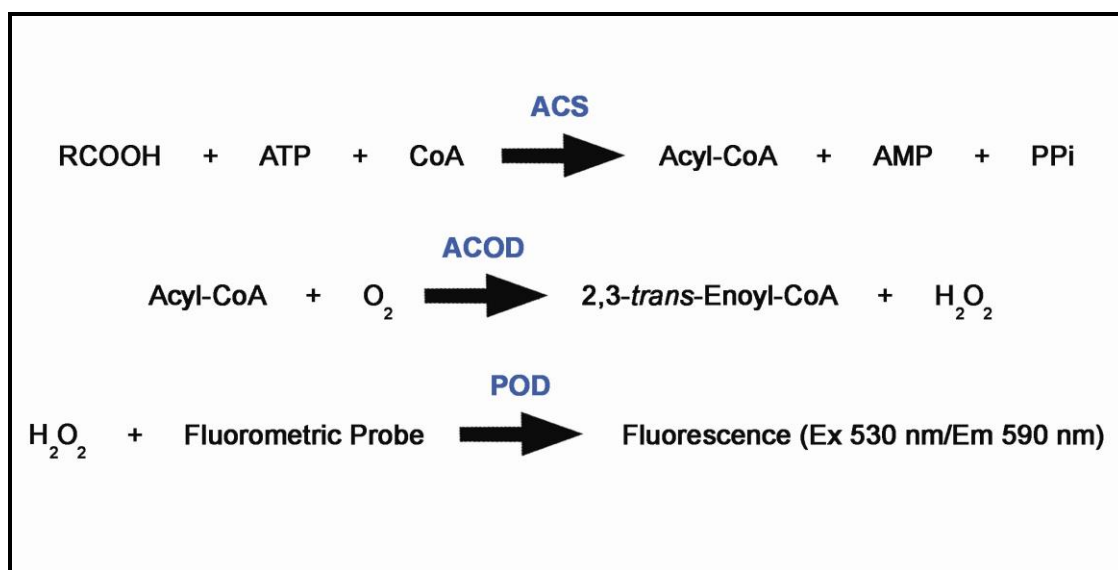 ACS
RCOOH + ATP + CoA Acyl-CoA + AMP + PPi
ACOD
Acyl-CoA + O2 2,3-trans-Enoyl-CoA + H2O2
POD
H2O2 + Fluorometric Probe Fluorescence (Ex 530 nm/Em 590 nm)